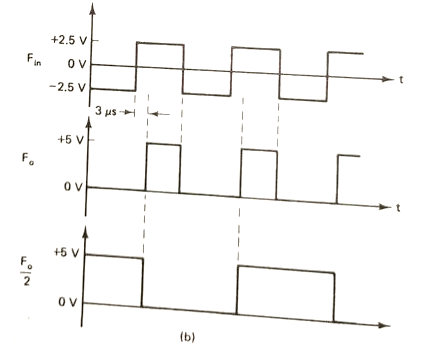 +2.5 V
F_in 0 V
−2.5 V
t
3 μs
+5 V
F_o
0 V
t
+5 V
F_o
2
0 V
(b)